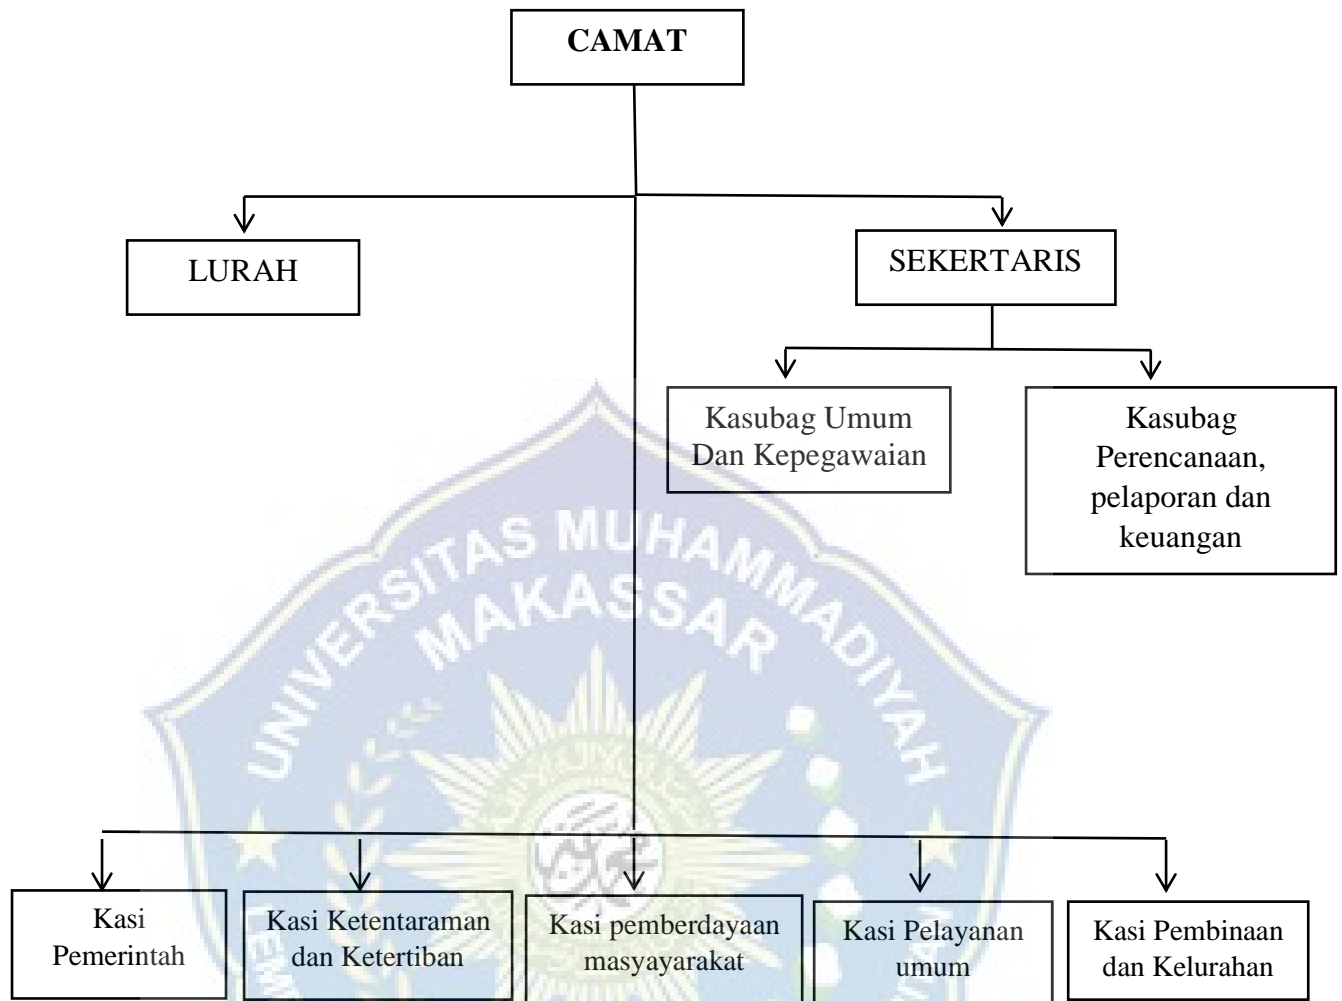 CAMAT
LURAH
SEKERTARIS
Kasubag Umum
Dan Kepegawaian
Kasubag
Perencanaan,
pelaporan dan
keuangan
UNIVERSITAS MUHAMMADIYAH
MAKASSAR
Kasi
Pemerintah
Kasi Ketentaraman
dan Ketertiban
Kasi pemberdayaan
masyayarakat
Kasi Pelayanan
umum
Kasi Pembinaan
dan Kelurahan